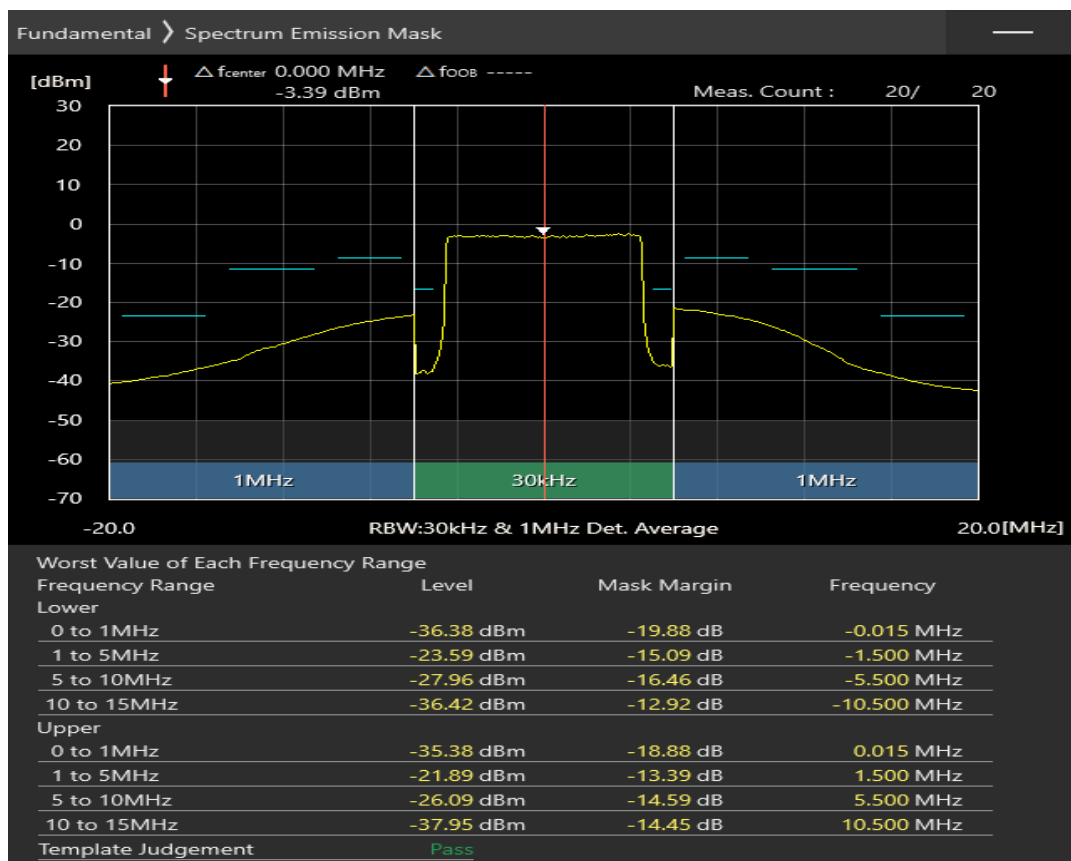 Fundamental ❯ Spectrum Emission Mask
[dBm] △ fcenter 0.000 MHz △ fOOB -----
-3.39 dBm Meas. Count : 20/ 20
30
20
10
0
-10
-20
-30
-40
-50
-60
-70
1MHz 30kHz 1MHz
-20.0 RBW:30kHz & 1MHz Det. Average 20.0[MHz]
Worst Value of Each Frequency Range
Frequency Range Level Mask Margin Frequency
Lower
0 to 1MHz -36.38 dBm -19.88 dB -0.015 MHz
1 to 5MHz -23.59 dBm -15.09 dB -1.500 MHz
5 to 10MHz -27.96 dBm -16.46 dB -5.500 MHz
10 to 15MHz -36.42 dBm -12.92 dB -10.500 MHz
Upper
0 to 1MHz -35.38 dBm -18.88 dB 0.015 MHz
1 to 5MHz -21.89 dBm -13.39 dB 1.500 MHz
5 to 10MHz -26.09 dBm -14.59 dB 5.500 MHz
10 to 15MHz -37.95 dBm -14.45 dB 10.500 MHz
Template Judgement Pass